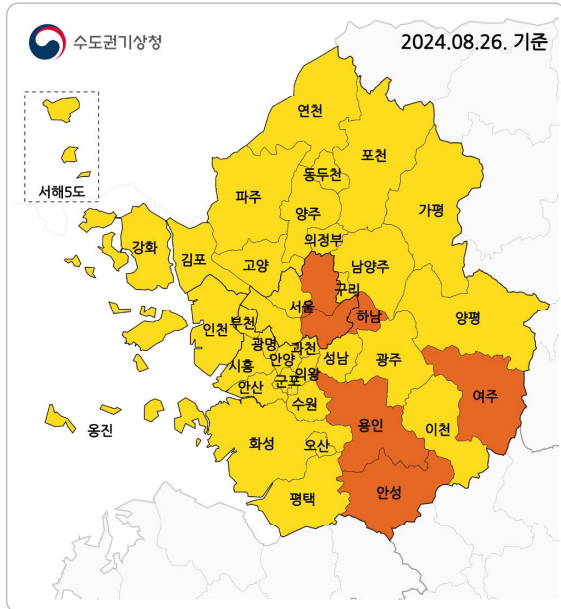 수도권기상청
2024.08.26. 기준
서해5도
연천
포천
동두천
파주
양주
가평
의정부
강화
김포
고양
남양주
구리
서울
하남
양평
인천
부천
광명
과천
안양
성남
광주
시흥
의왕
군포
안산
수원
여주
용인
이천
옹진
화성
오산
평택
안성